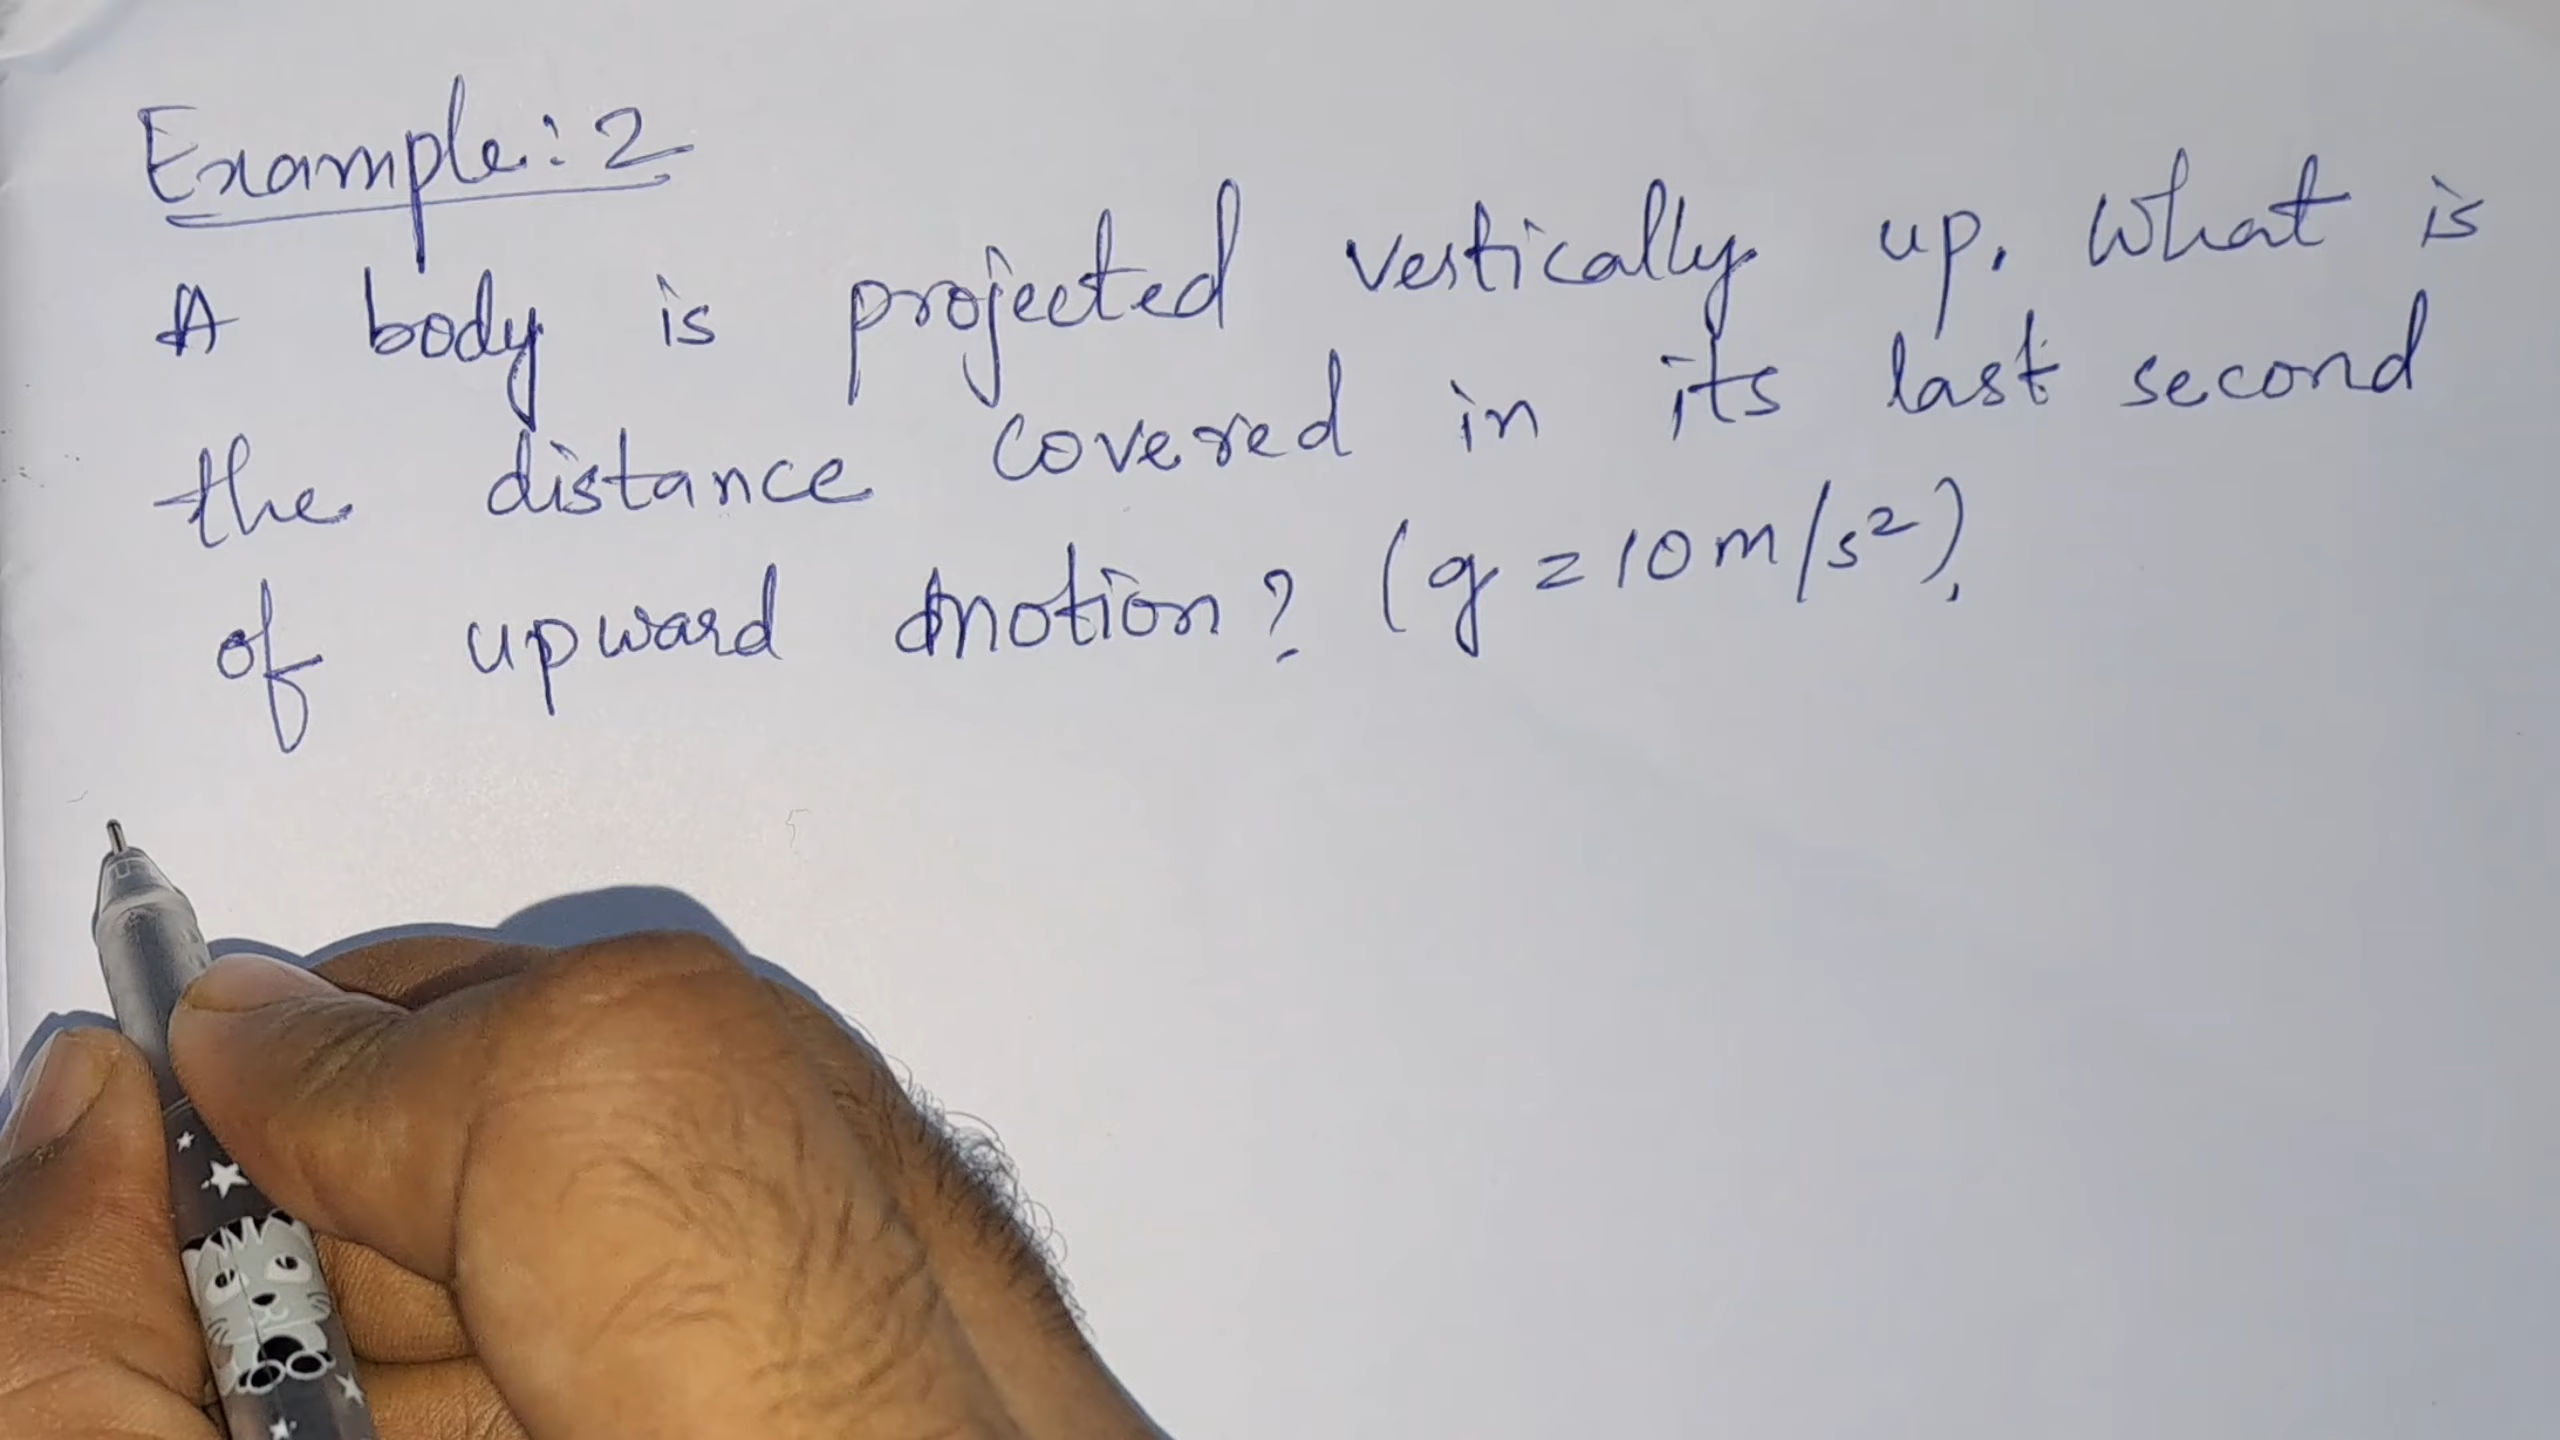 Example: 2
A body is projected vertically up. What is
the distance covered in its last second
of upward motion? (g = 10 m/s²).